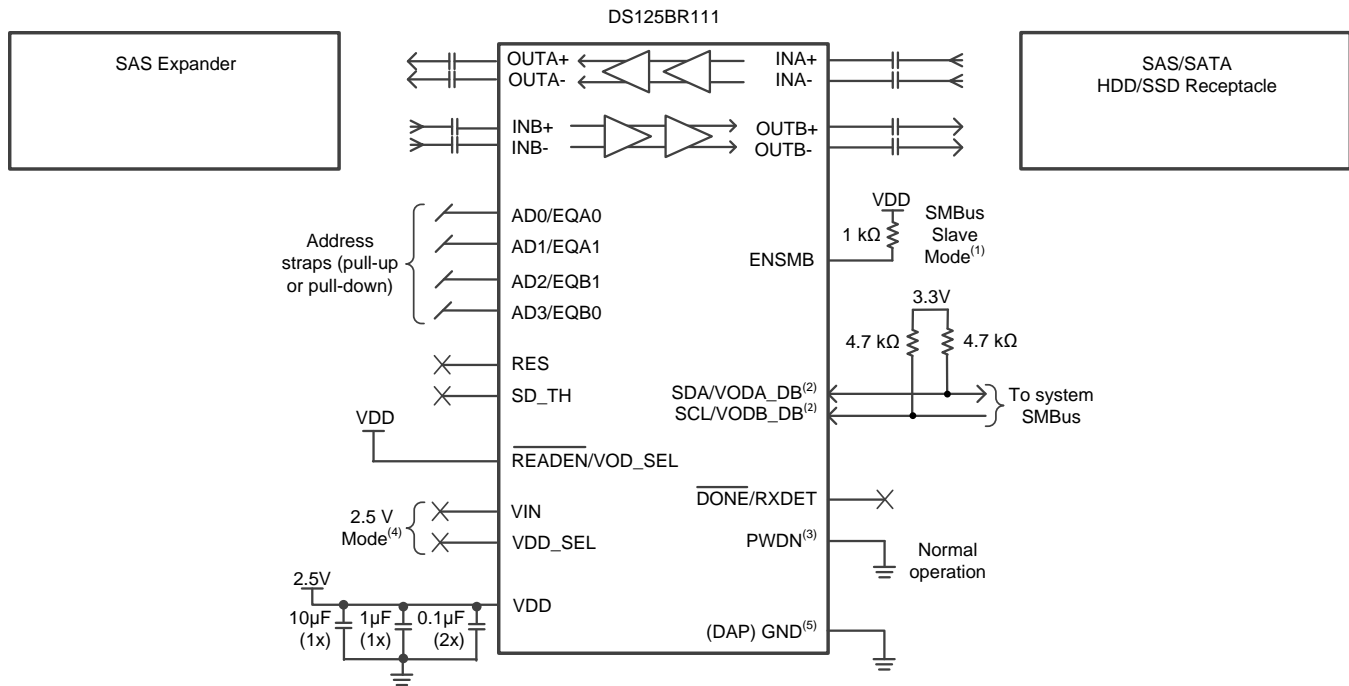 DS125BR111
SAS Expander
OUTA+
OUTA-
INA+
INA-
SAS/SATA
HDD/SSD Receptacle
INB+
INB-
OUTB+
OUTB-
Address
straps (pull-up
or pull-down)
AD0/EQA0
AD1/EQA1
AD2/EQB1
AD3/EQB0
VDD
1 kΩ
SMBus
Slave
Mode(1)
ENSMB
3.3V
4.7 kΩ
4.7 kΩ
RES
SD_TH
SDA/VODA_DB(2)
SCL/VODB_DB(2)
To system
SMBus
VDD
READEN/VOD_SEL
DONE/RXDET
2.5 V
Mode(4)
VIN
VDD_SEL
PWDN(3)
Normal
operation
2.5V
VDD
10µF
(1x)
1µF
(1x)
0.1µF
(2x)
(DAP) GND(5)